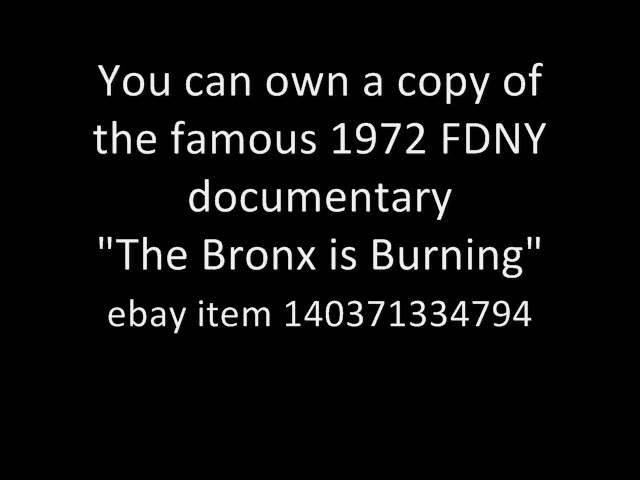 You can own a copy of
the famous 1972 FDNY
documentary
"The Bronx is Burning"
ebay item 140371334794